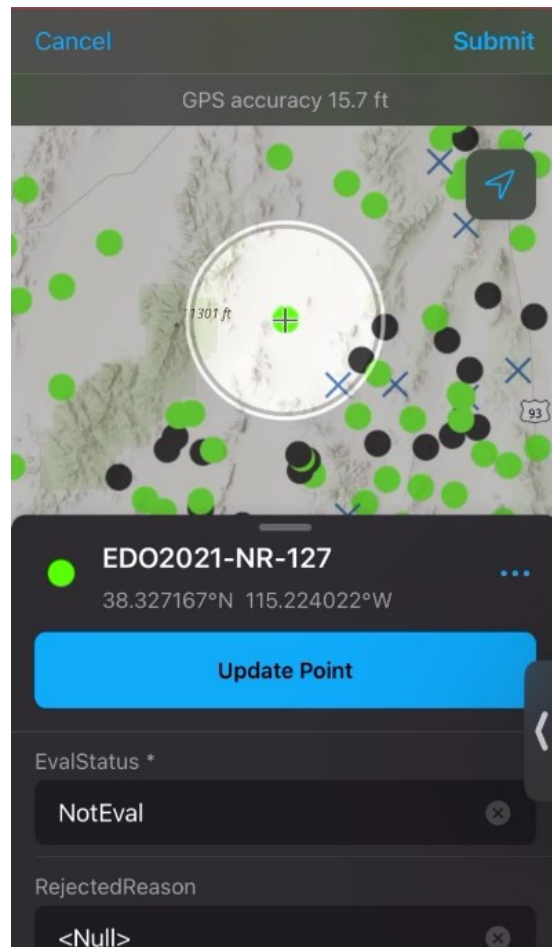 Cancel
Submit
GPS accuracy 15.7 ft
11301 ft
93
EDO2021-NR-127
38.327167°N 115.224022°W
Update Point
EvalStatus *
NotEval
RejectedReason
<Null>